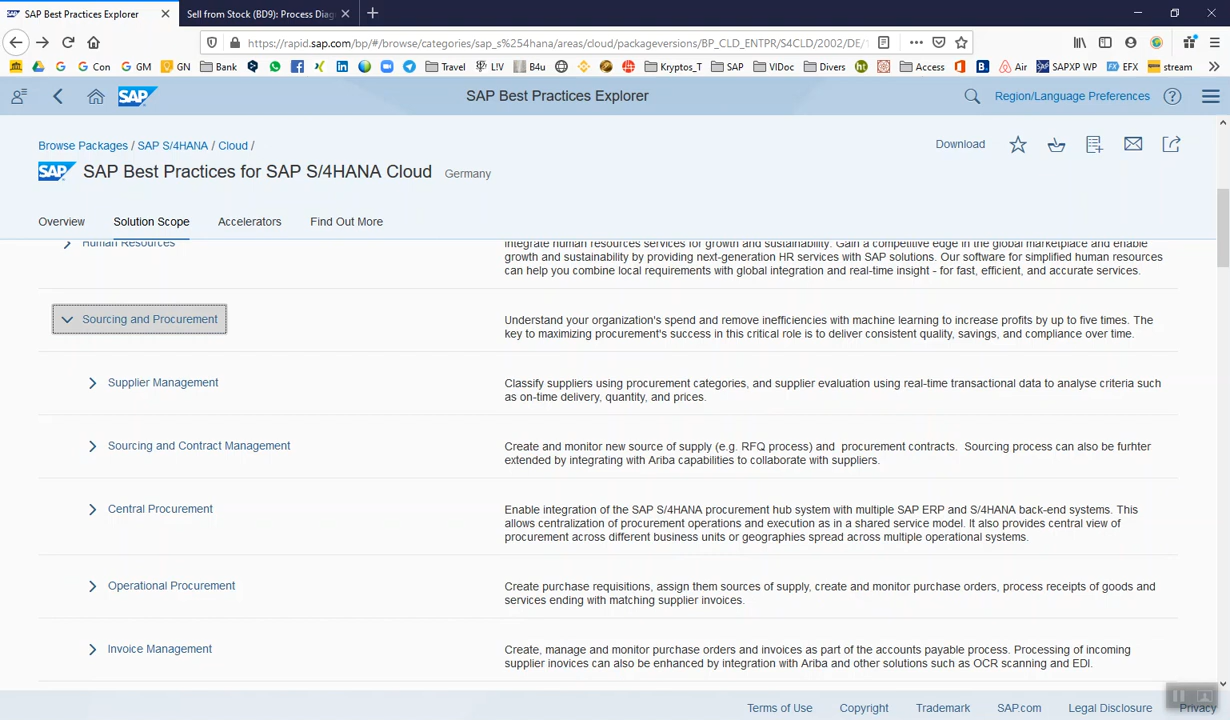 SAP Best Practices Explorer
Sell from Stock (BD9): Process Diag
https://rapid.sap.com/bp/#/browse/categories/sap_s%254hana/areas/cloud/packageversions/BP_CLD_ENPR/S4CLD/2002/DE/
G Con
GM
GN
Bank
Travel
L!V
B4u
Kryptos_T
SAP
VIDoc
Divers
Access
Air
SAPXP WP
EFX
stream
SAP
SAP Best Practices Explorer
Region/Language Preferences
Browse Packages / SAP S/4HANA / Cloud /
Download
SAP
SAP Best Practices for SAP S/4HANA Cloud
Germany
Overview
Solution Scope
Accelerators
Find Out More
Human Resources
Integrate human resources services for growth and sustainability. Gain a competitive edge in the global marketplace and enable
growth and sustainability by providing next-generation HR services with SAP solutions. Our software for simplified human resources
can help you combine local requirements with global integration and real-time insight - for fast, efficient, and accurate services.
Sourcing and Procurement
Understand your organization's spend and remove inefficiencies with machine learning to increase profits by up to five times. The
key to maximizing procurement's success in this critical role is to deliver consistent quality, savings, and compliance over time.
Supplier Management
Classify suppliers using procurement categories, and supplier evaluation using real-time transactional data to analyse criteria such
as on-time delivery, quantity, and prices.
Sourcing and Contract Management
Create and monitor new source of supply (e.g. RFQ process) and procurement contracts. Sourcing process can also be furhter
extended by integrating with Ariba capabilities to collaborate with suppliers.
Central Procurement
Enable integration of the SAP S/4HANA procurement hub system with multiple SAP ERP and S/4HANA back-end systems. This
allows centralization of procurement operations and execution as in a shared service model. It also provides central view of
procurement across different business units or geographies spread across multiple operational systems.
Operational Procurement
Create purchase requisitions, assign them sources of supply, create and monitor purchase orders, process receipts of goods and
services ending with matching supplier invoices.
Invoice Management
Create, manage and monitor purchase orders and invoices as part of the accounts payable process. Processing of incoming
supplier inovices can also be enhanced by integration with Ariba and other solutions such as OCR scanning and EDI.
Terms of Use
Copyright
Trademark
SAP.com
Legal Disclosure
Privacy